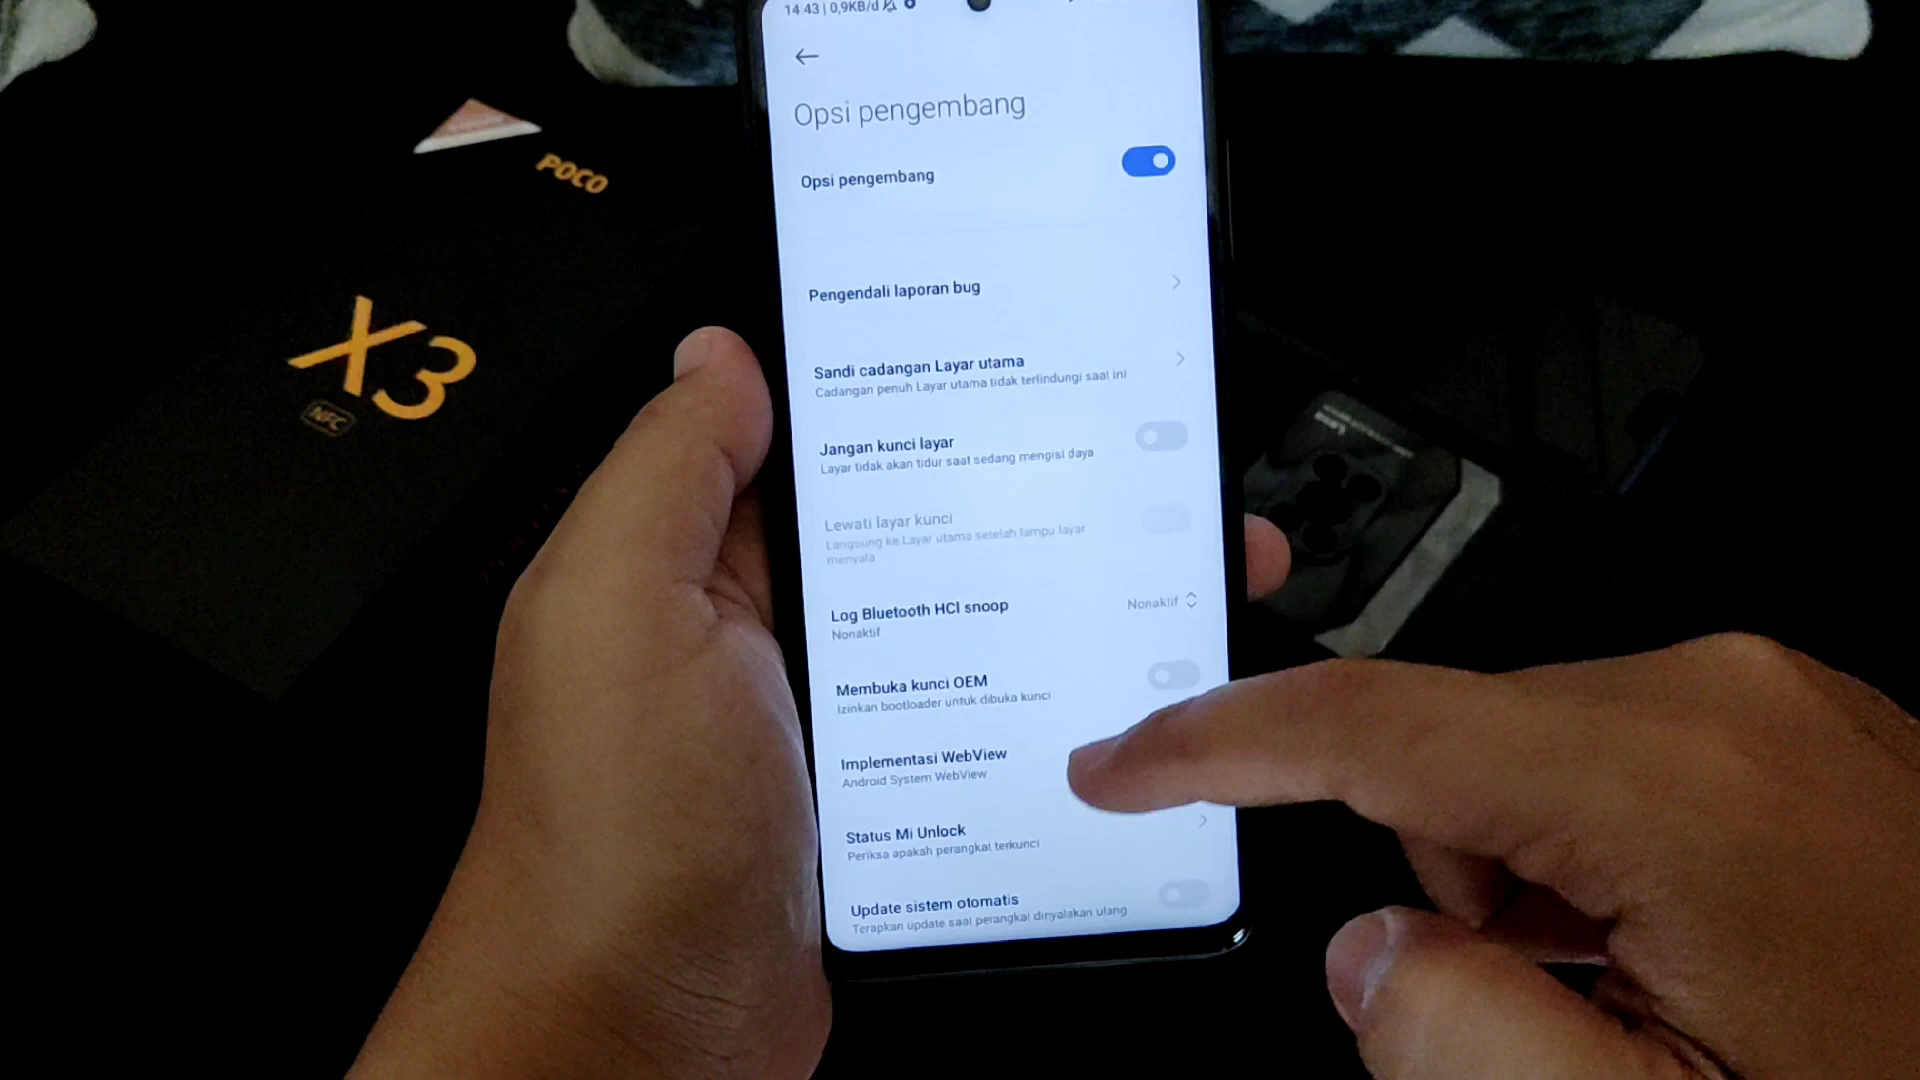 14:43 | 0,9KB/d
Opsi pengembang
Opsi pengembang
Pengendali laporan bug
Sandi cadangan Layar utama
Cadangan penuh Layar utama tidak terlindungi saat ini
Jangan kunci layar
Layar tidak akan tidur saat sedang mengisi daya
Lewati layar kunci
Langsung ke Layar utama setelah lampu layar
menyala
Log Bluetooth HCI snoop
Nonaktif
Nonaktif
Membuka kunci OEM
Izinkan bootloader untuk dibuka kunci
Implementasi WebView
Android System WebView
Status Mi Unlock
Periksa apakah perangkat terkunci
Update sistem otomatis
Terapkan update saat perangkat dinyalakan ulang
POCO
X3
NFC